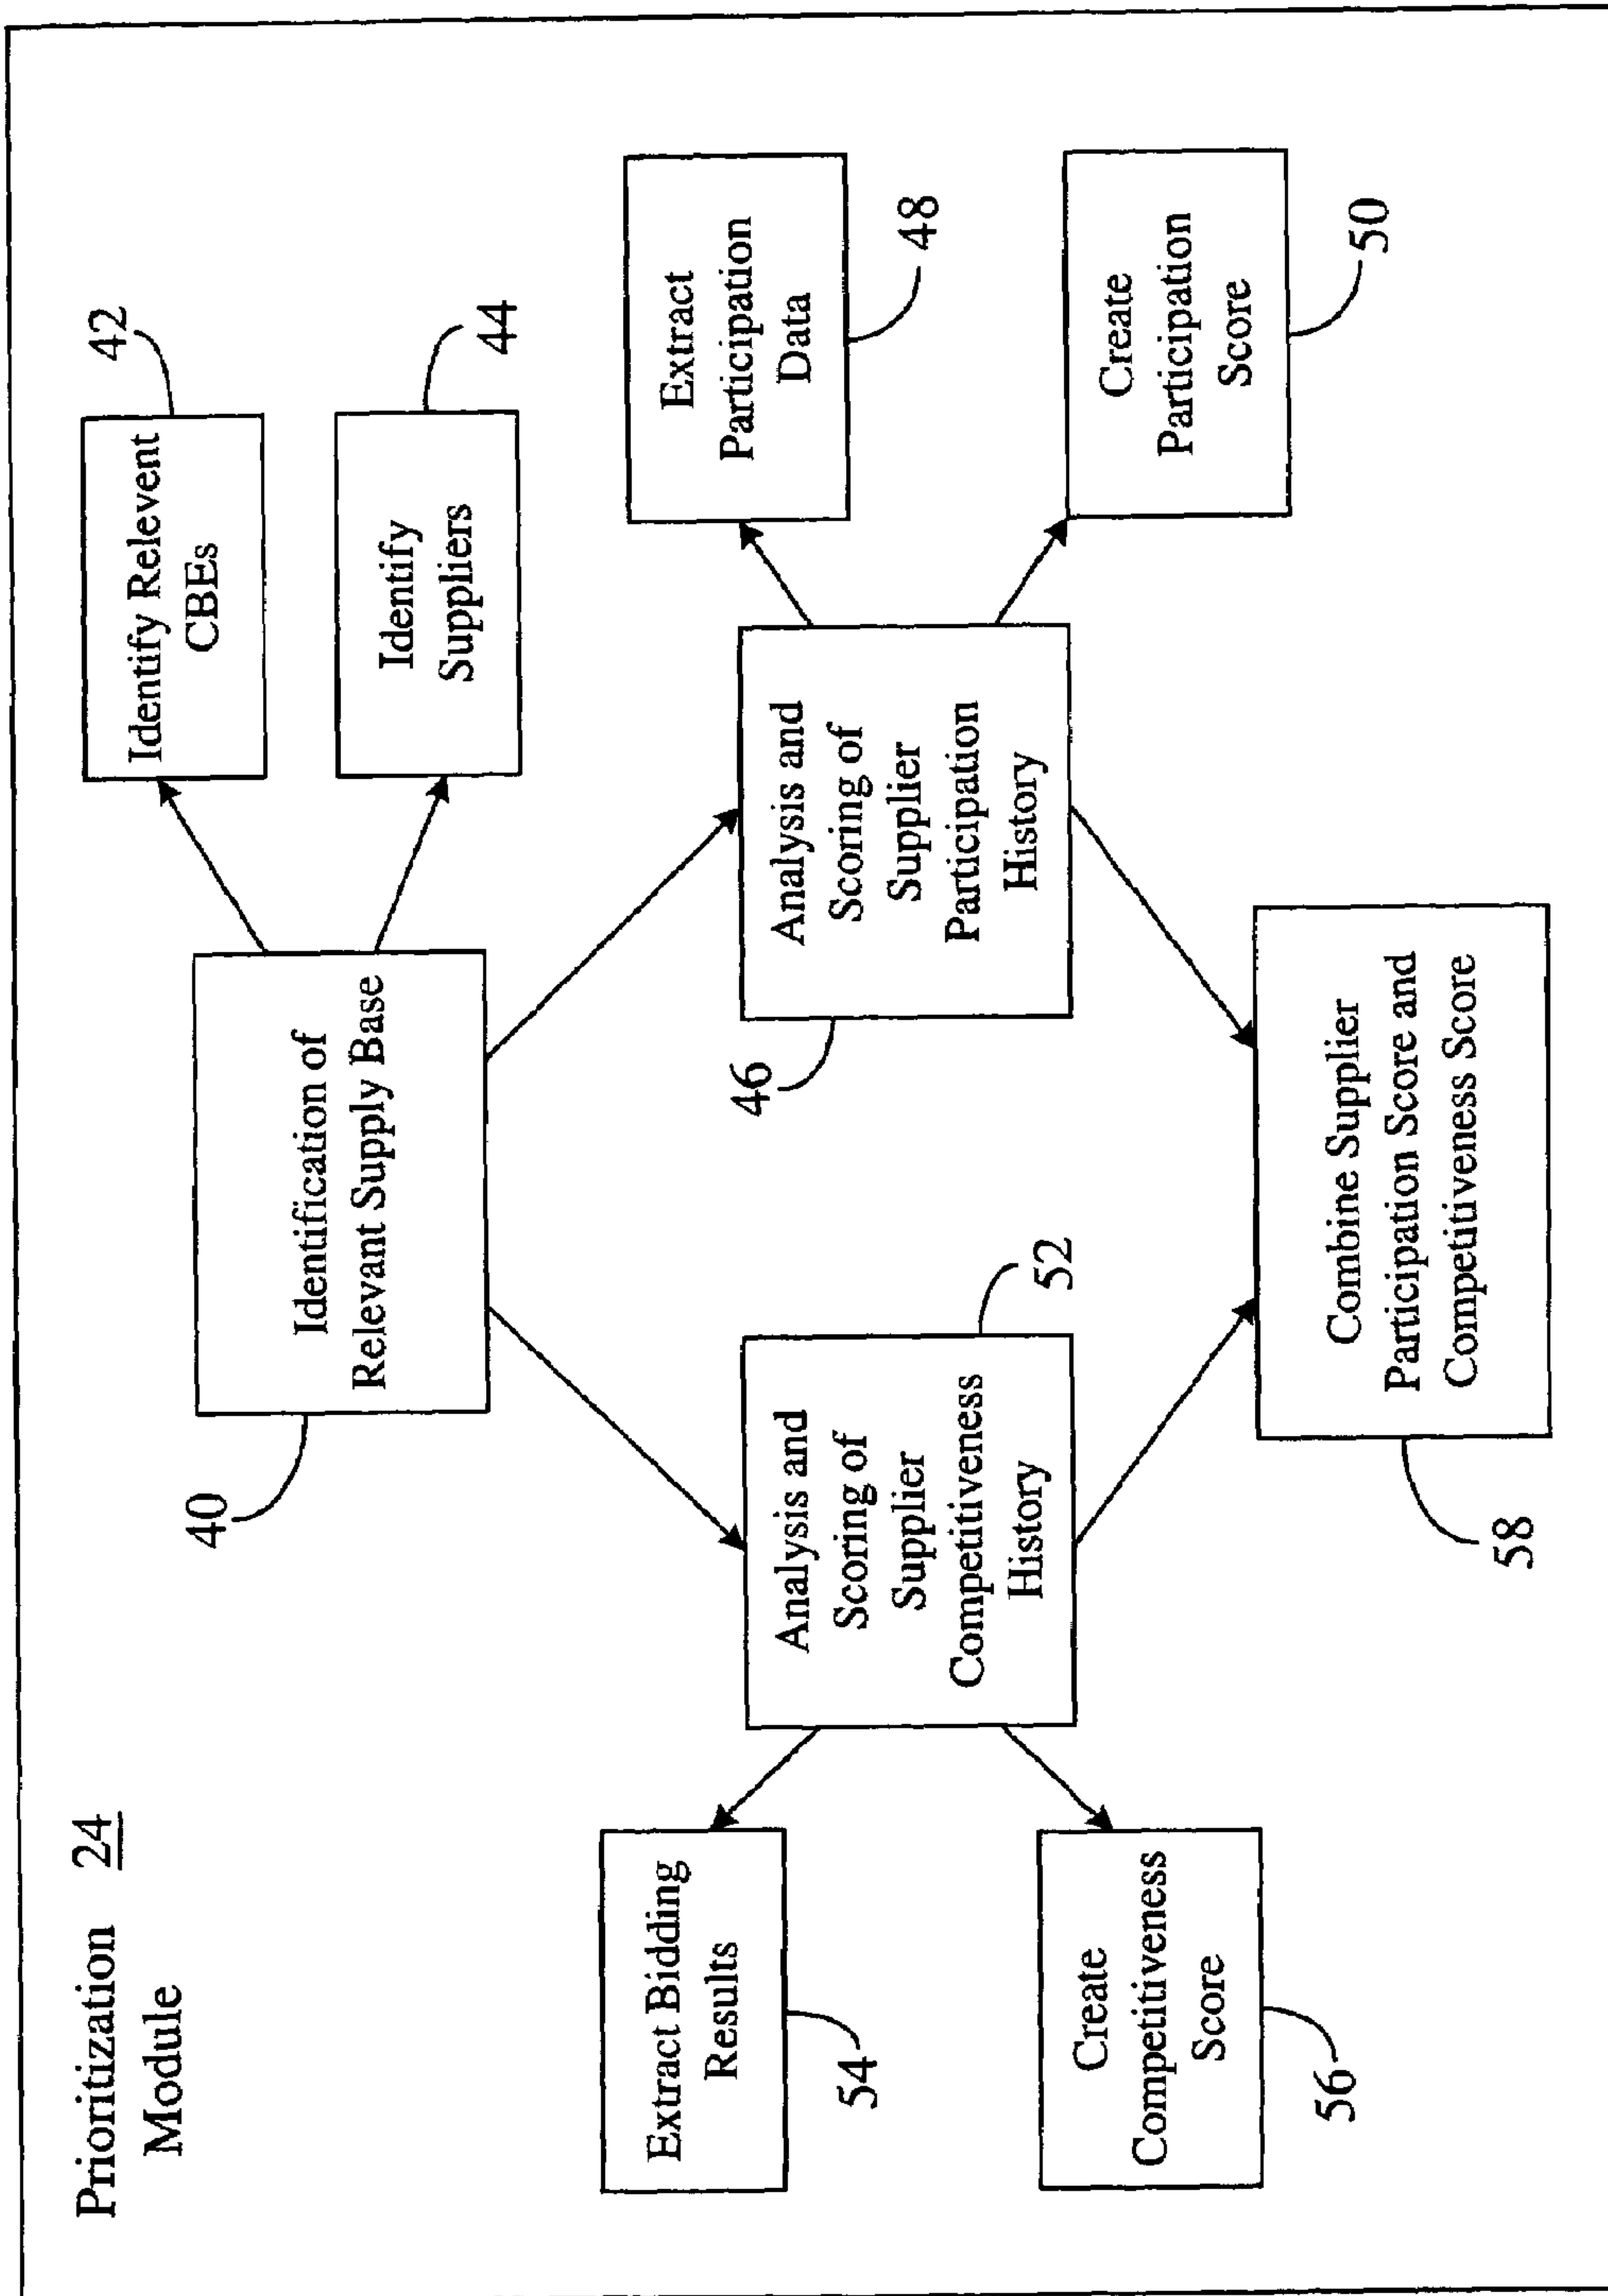 Prioritization 24
Module
40
Identification of
Relevant Supply Base
42
Identify Relevent
CBEs
44
Identify
Suppliers
46
Analysis and
Scoring of
Supplier
Participation
History
48
Extract
Participation
Data
50
Create
Participation
Score
52
Analysis and
Scoring of
Supplier
Competitiveness
History
54
Extract Bidding
Results
56
Create
Competitiveness
Score
58
Combine Supplier
Participation Score and
Competitiveness Score